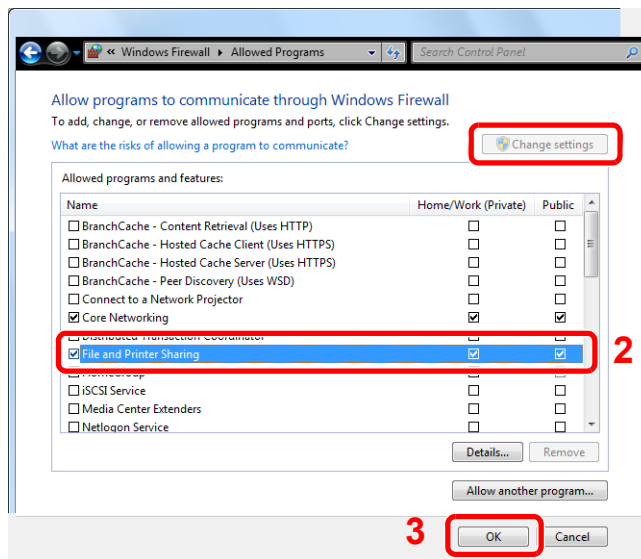 « Windows Firewall ▸ Allowed Programs Search Control Panel
Allow programs to communicate through Windows Firewall
To add, change, or remove allowed programs and ports, click Change settings.
What are the risks of allowing a program to communicate? Change settings
Allowed programs and features:
Name Home/Work (Private) Public
BranchCache - Content Retrieval (Uses HTTP)
BranchCache - Hosted Cache Client (Uses HTTPS)
BranchCache - Hosted Cache Server (Uses HTTPS)
BranchCache - Peer Discovery (Uses WSD)
Connect to a Network Projector
Core Networking
Distributed Transaction Coordinator
File and Printer Sharing 2
HomeGroup
iSCSI Service
Media Center Extenders
Netlogon Service
Details... Remove
Allow another program...
3 OK Cancel